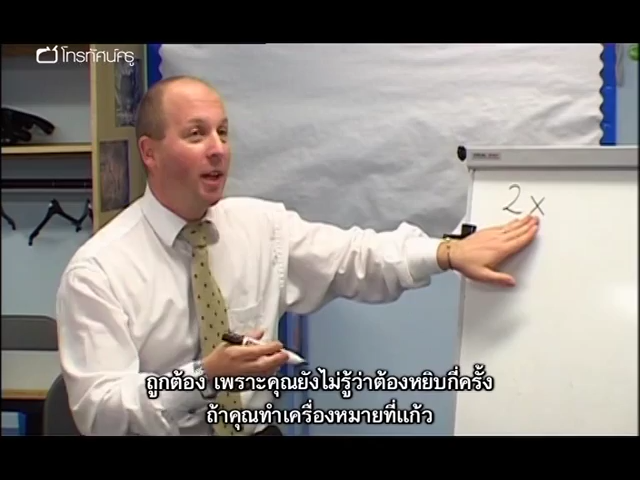 โทรทัศน์ครู
2x
ถูกต้อง เพราะคุณยังไม่รู้ว่าต้องหยิบกี่ครั้ง
ถ้าคุณทำเครื่องหมายที่แก้ว